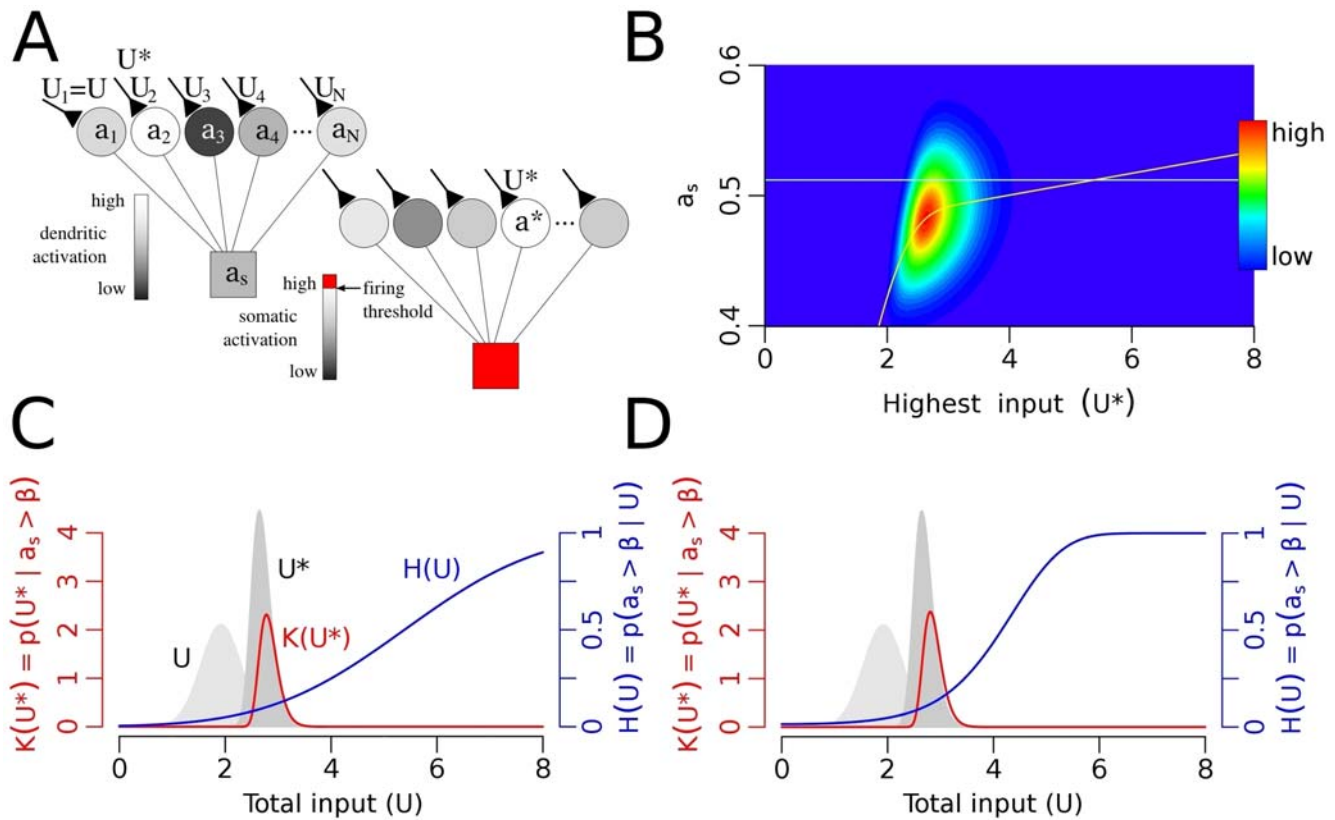 A
U*
U₁=U U₂ U₃ U₄ U_N
a₁ a₂ a₃ a₄ ... a_N
high
dendritic
activation
low
aₛ
U*
a* ...
high
firing
threshold
somatic
activation
low
B
aₛ
0.4 0.5 0.6
0 2 4 6 8
Highest input (U*)
high
low
C
K(U*) = p(U* | aₛ > β)
0 1 2 3 4
U
U*
K(U*)
H(U)
0 0.5 1
H(U) = p(aₛ > β | U)
0 2 4 6 8
Total input (U)
D
K(U*) = p(U* | aₛ > β)
0 1 2 3 4
0 0.5 1
H(U) = p(aₛ > β | U)
0 2 4 6 8
Total input (U)